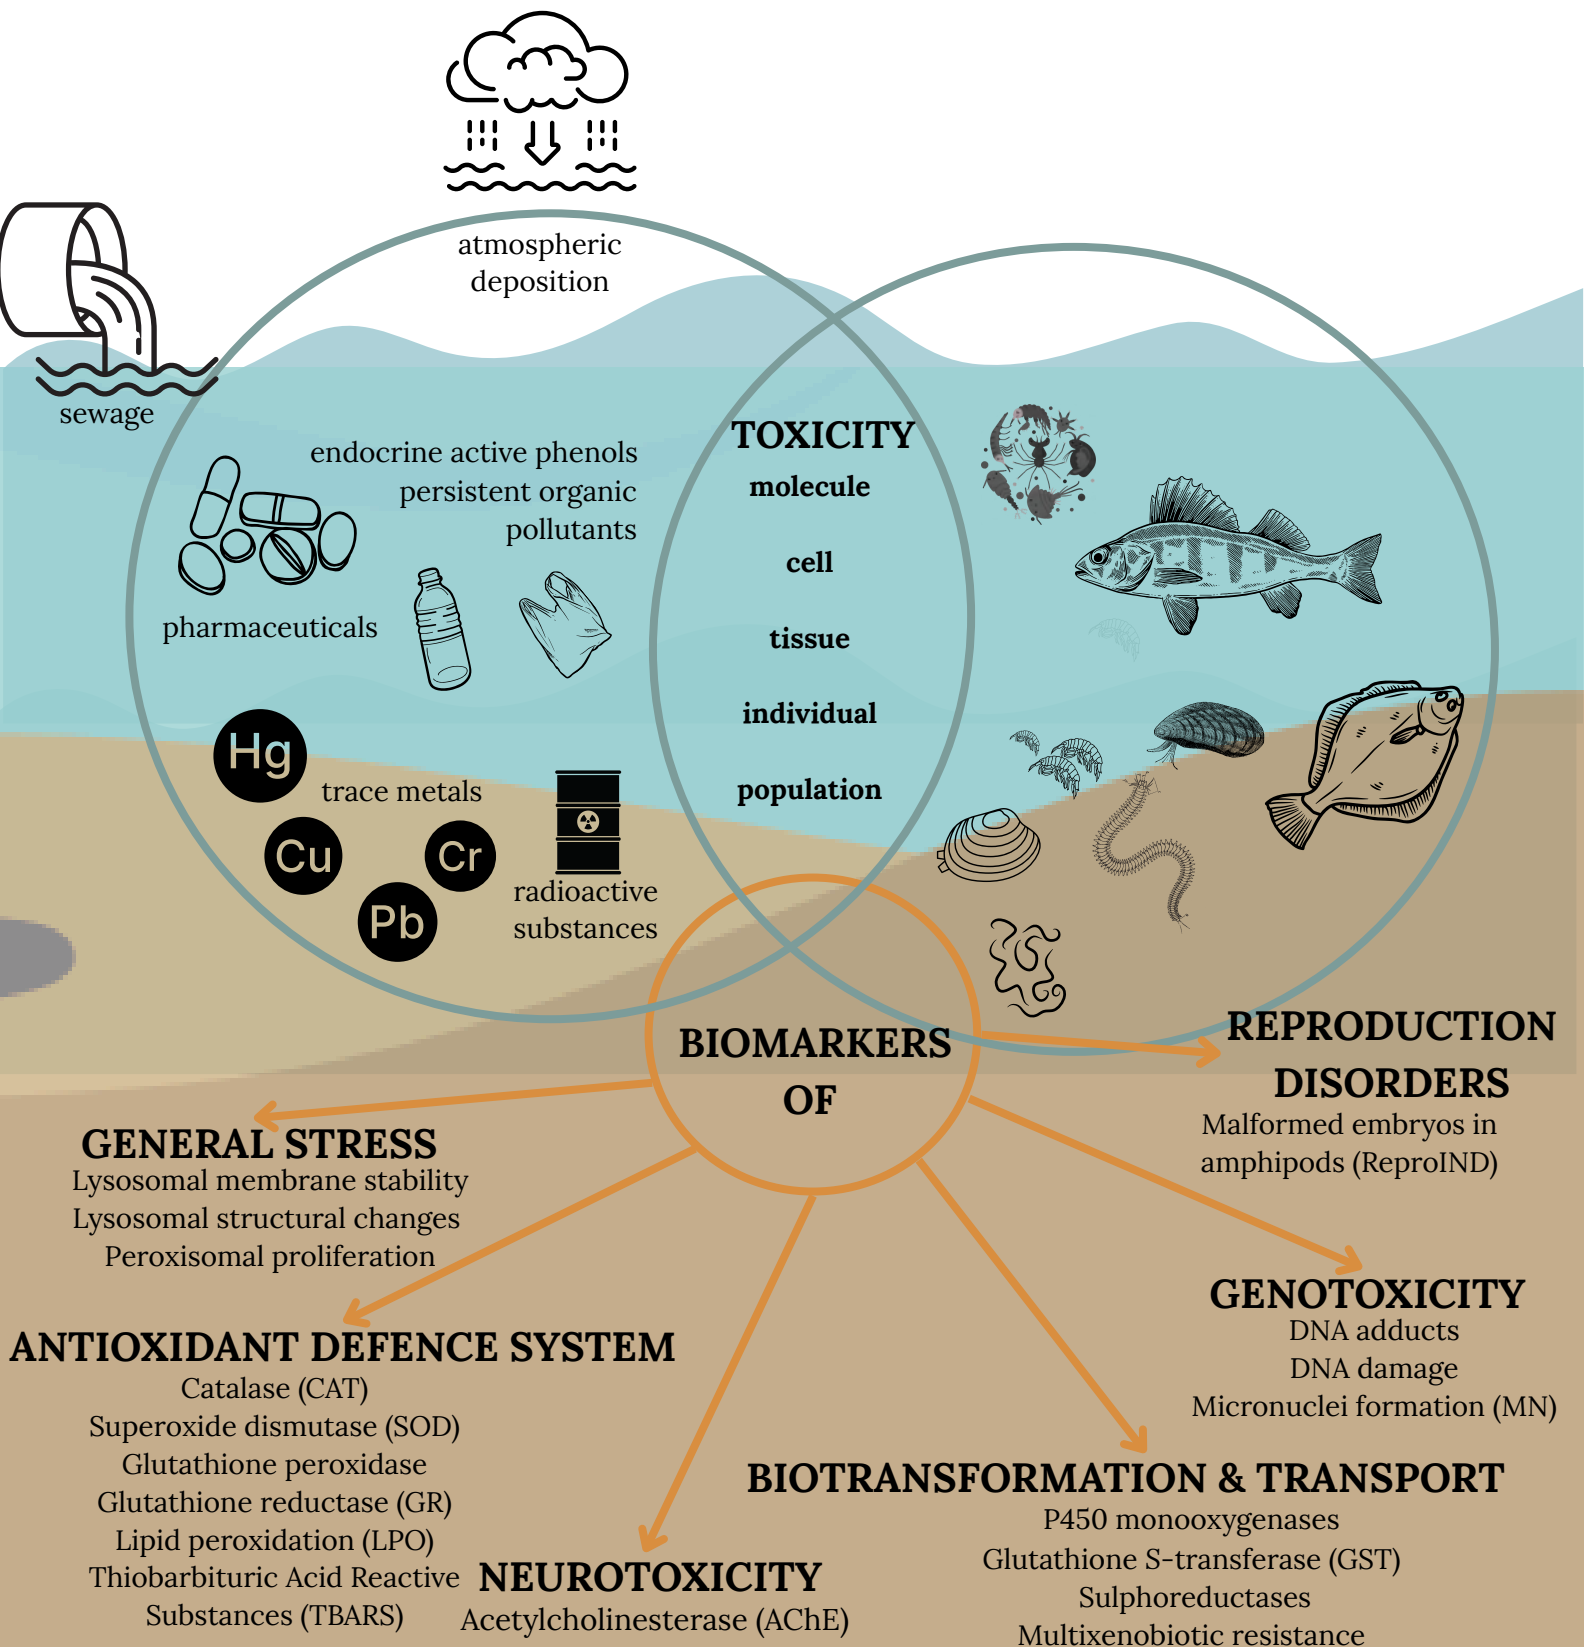 atmospheric
deposition
sewage
endocrine active phenols
persistent organic
pollutants
pharmaceuticals
Hg
trace metals
Cu
Cr
Pb
radioactive
substances
TOXICITY
molecule
cell
tissue
individual
population
BIOMARKERS
OF
REPRODUCTION
DISORDERS
Malformed embryos in
amphipods (ReproIND)
GENERAL STRESS
Lysosomal membrane stability
Lysosomal structural changes
Peroxisomal proliferation
GENOTOXICITY
DNA adducts
DNA damage
Micronuclei formation (MN)
ANTIOXIDANT DEFENCE SYSTEM
Catalase (CAT)
Superoxide dismutase (SOD)
Glutathione peroxidase
Glutathione reductase (GR)
Lipid peroxidation (LPO)
Thiobarbituric Acid Reactive
Substances (TBARS)
NEUROTOXICITY
Acetylcholinesterase (AChE)
BIOTRANSFORMATION & TRANSPORT
P450 monooxygenases
Glutathione S-transferase (GST)
Sulphoreductases
Multixenobiotic resistance